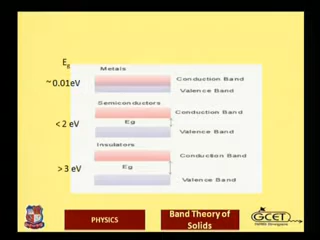 Eg
~ 0.01eV
Metals
Conduction Band
Valence Band
Semiconductors
< 2 eV
Conduction Band
Eg
Valence Band
Insulators
Conduction Band
> 3 eV
Eg
Valence Band
PHYSICS
Band Theory of
Solids
GCET